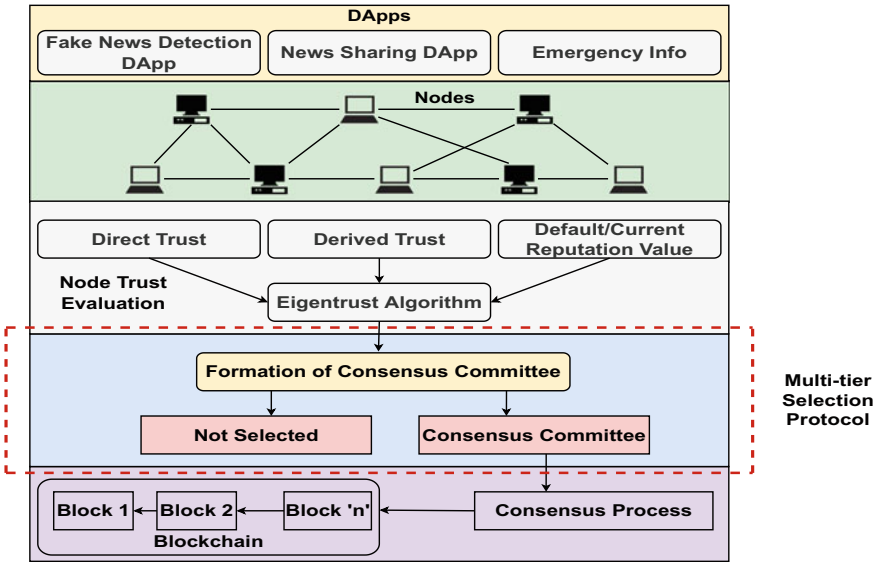 DApps
Fake News Detection
DApp
News Sharing DApp
Emergency Info
Nodes
Direct Trust
Derived Trust
Default/Current
Reputation Value
Node Trust
Evaluation
Eigentrust Algorithm
Formation of Consensus Committee
Multi-tier
Selection
Protocol
Not Selected
Consensus Committee
Block 1
Block 2
Block 'n'
Consensus Process
Blockchain